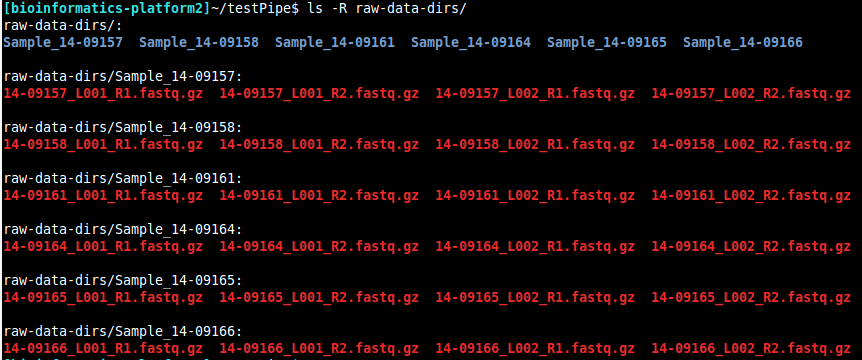 [bioinformatics-platform2]~/testPipe$ ls -R raw-data-dirs/
raw-data-dirs/:
Sample_14-09157  Sample_14-09158  Sample_14-09161  Sample_14-09164  Sample_14-09165  Sample_14-09166
raw-data-dirs/Sample_14-09157:
14-09157_L001_R1.fastq.gz  14-09157_L001_R2.fastq.gz  14-09157_L002_R1.fastq.gz  14-09157_L002_R2.fastq.gz
raw-data-dirs/Sample_14-09158:
14-09158_L001_R1.fastq.gz  14-09158_L001_R2.fastq.gz  14-09158_L002_R1.fastq.gz  14-09158_L002_R2.fastq.gz
raw-data-dirs/Sample_14-09161:
14-09161_L001_R1.fastq.gz  14-09161_L001_R2.fastq.gz  14-09161_L002_R1.fastq.gz  14-09161_L002_R2.fastq.gz
raw-data-dirs/Sample_14-09164:
14-09164_L001_R1.fastq.gz  14-09164_L001_R2.fastq.gz  14-09164_L002_R1.fastq.gz  14-09164_L002_R2.fastq.gz
raw-data-dirs/Sample_14-09165:
14-09165_L001_R1.fastq.gz  14-09165_L001_R2.fastq.gz  14-09165_L002_R1.fastq.gz  14-09165_L002_R2.fastq.gz
raw-data-dirs/Sample_14-09166:
14-09166_L001_R1.fastq.gz  14-09166_L001_R2.fastq.gz  14-09166_L002_R1.fastq.gz  14-09166_L002_R2.fastq.gz